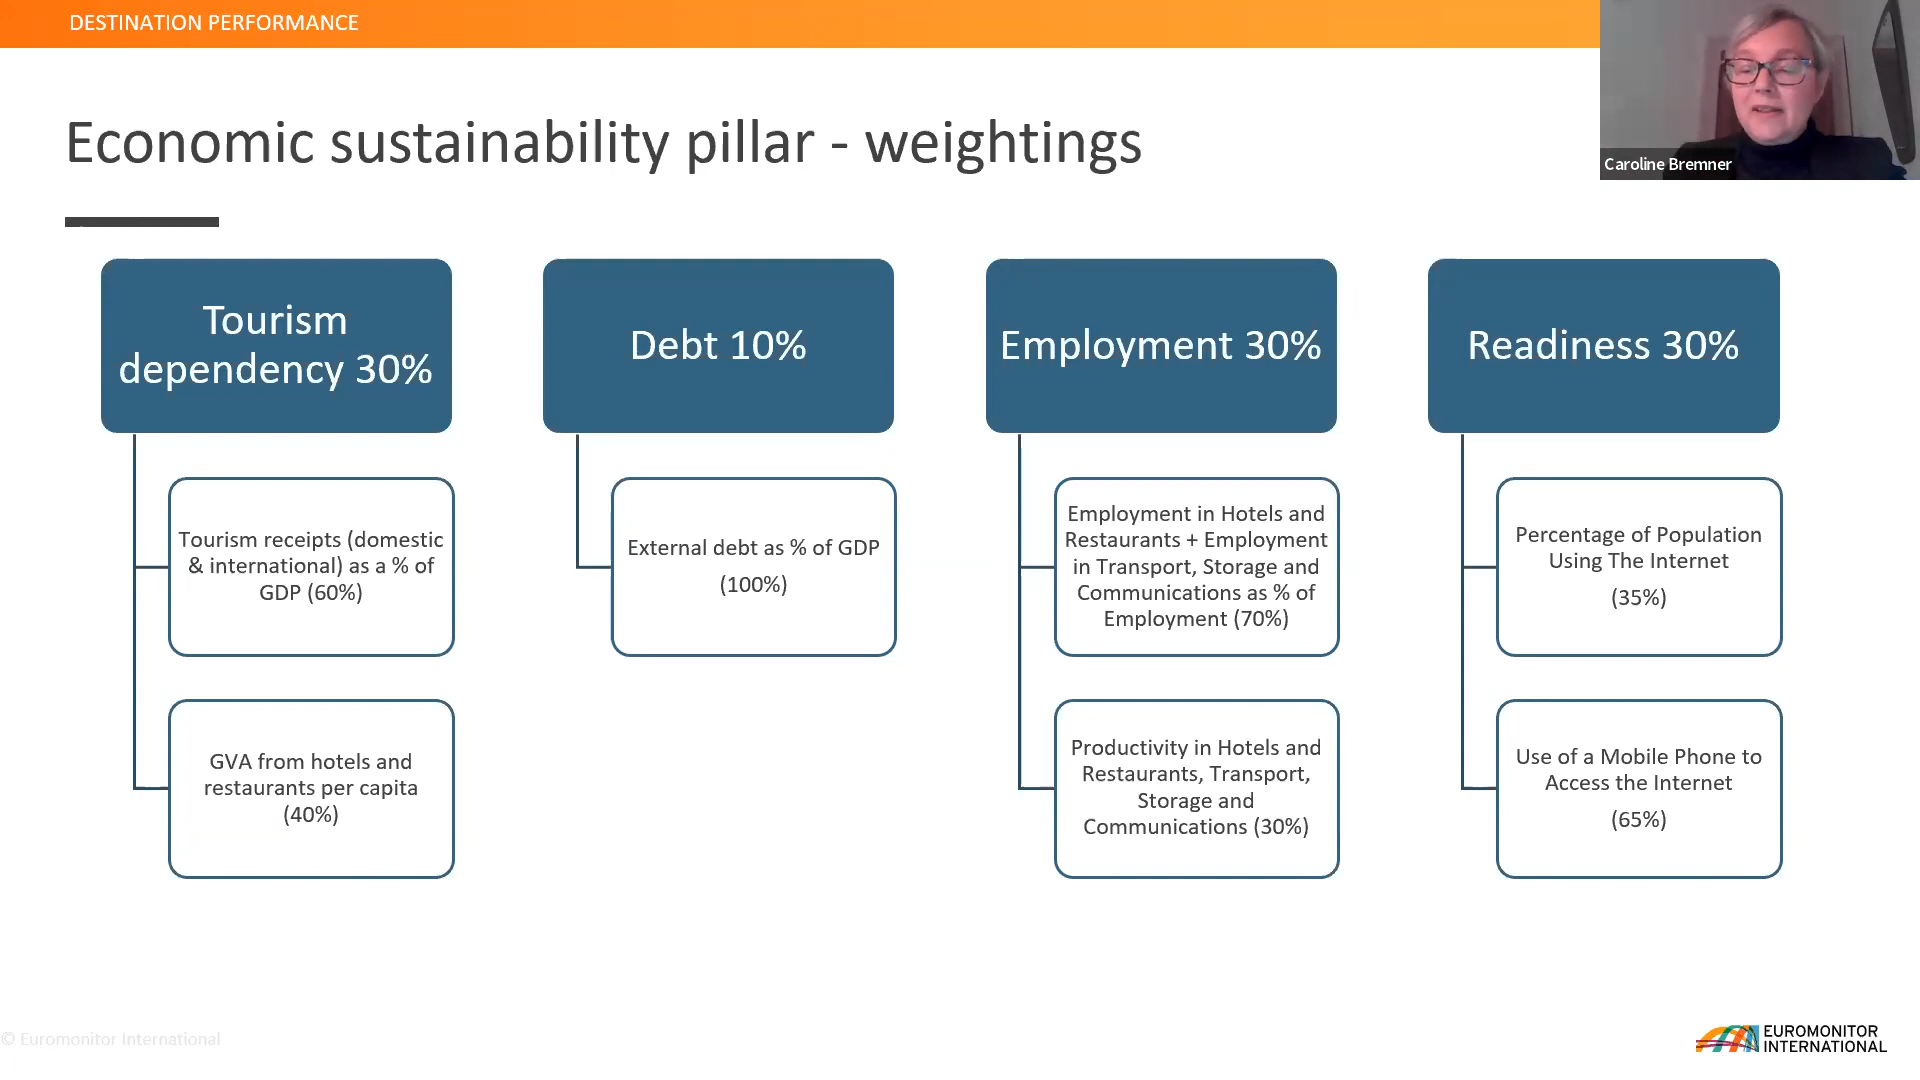 DESTINATION PERFORMANCE
Caroline Bremner
Economic sustainability pillar - weightings
Tourism
dependency 30%
Tourism receipts (domestic
& international) as a % of
GDP (60%)
GVA from hotels and
restaurants per capita
(40%)
Debt 10%
External debt as % of GDP
(100%)
Employment 30%
Employment in Hotels and
Restaurants + Employment
in Transport, Storage and
Communications as % of
Employment (70%)
Productivity in Hotels and
Restaurants, Transport,
Storage and
Communications (30%)
Readiness 30%
Percentage of Population
Using The Internet
(35%)
Use of a Mobile Phone to
Access the Internet
(65%)
© Euromonitor International
EUROMONITOR
INTERNATIONAL